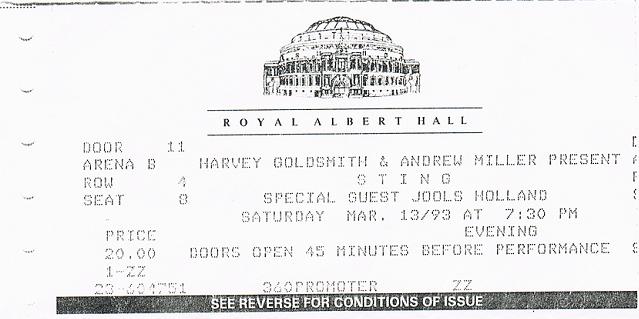 ROYAL ALBERT HALL
DOOR 11
ARENA B HARVEY GOLDSMITH & ANDREW MILLER PRESENT
ROW 4 S T I N G
SEAT 8 SPECIAL GUEST JOOLS HOLLAND
SATURDAY MAR. 13/93 AT 7:30 PM
PRICE EVENING
20.00 DOORS OPEN 45 MINUTES BEFORE PERFORMANCE
1-ZZ
23-604751 360PROMOTER ZZ
SEE REVERSE FOR CONDITIONS OF ISSUE